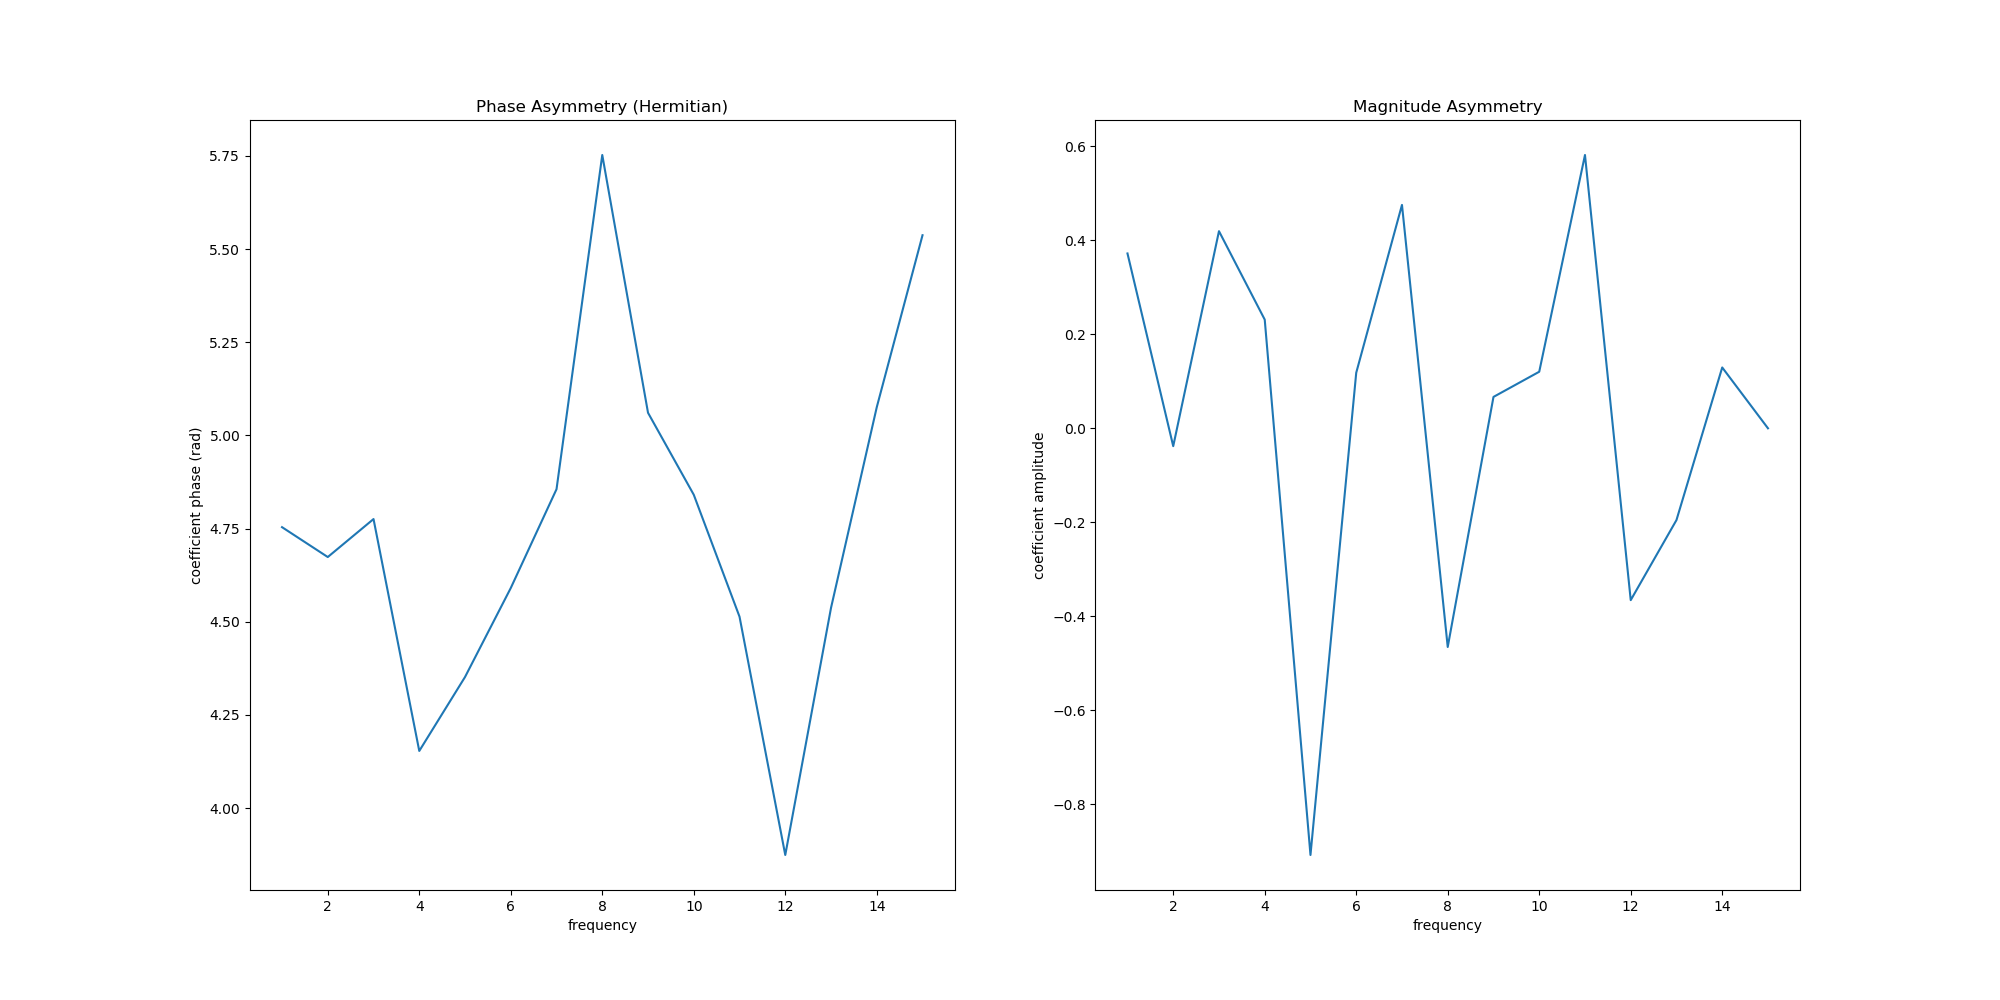 Phase Asymmetry (Hermitian)
5.75
5.50
5.25
5.00
4.75
4.50
4.25
4.00
coefficient phase (rad)
2 4 6 8 10 12 14
frequency
Magnitude Asymmetry
0.6
0.4
0.2
0.0
−0.2
−0.4
−0.6
−0.8
coefficient amplitude
2 4 6 8 10 12 14
frequency